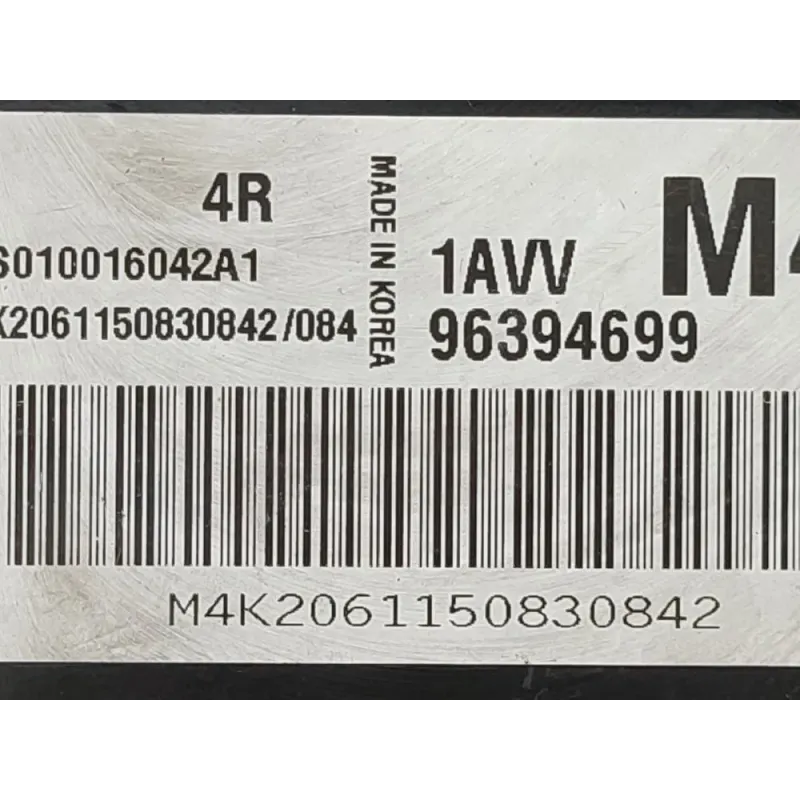 4R
S010016042A1
K2061150830842/084
MADE IN KOREA
1AVV
96394699
M4
M4K2061150830842